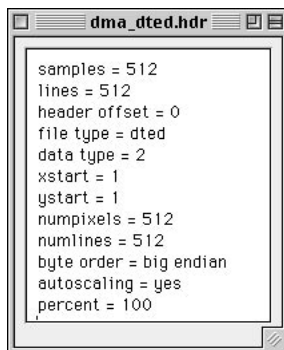 dma_dted.hdr
samples = 512
lines = 512
header offset = 0
file type = dted
data type = 2
xstart = 1
ystart = 1
numpixels = 512
numlines = 512
byte order = big endian
autoscaling = yes
percent = 100